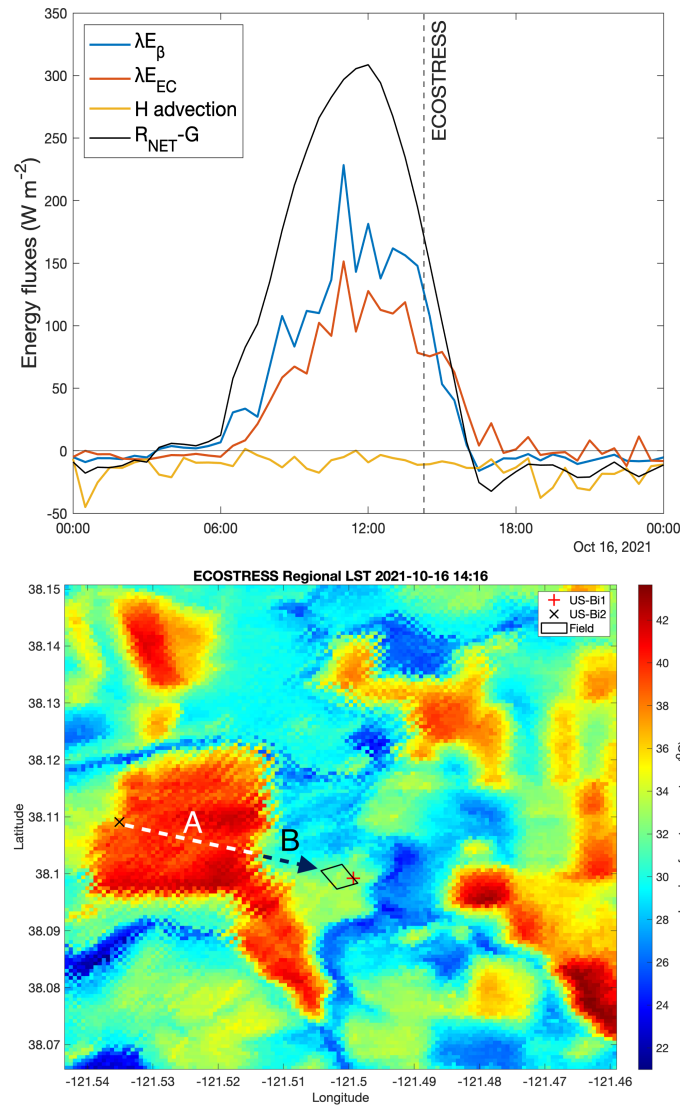 350
300
250
200
150
100
50
0
-50
Energy fluxes (W m-2)
λEβ
λEEC
H advection
RNET-G
ECOSTRESS
00:00
06:00
12:00
18:00
00:00
Oct 16, 2021
ECOSTRESS Regional LST 2021-10-16 14:16
38.15
38.14
38.13
38.12
38.11
38.1
38.09
38.08
38.07
Latitude
US-Bi1
US-Bi2
Field
A
B
-121.54
-121.53
-121.52
-121.51
-121.5
-121.49
-121.48
-121.47
-121.46
Longitude
42
40
38
36
34
32
30
28
26
24
22